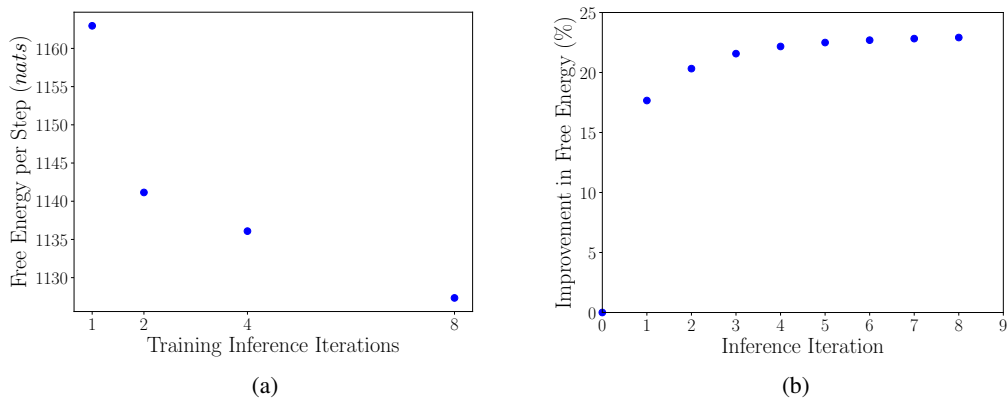 Free Energy per Step (nats)
1160
1155
1150
1145
1140
1135
1130
1 2 4 8
Training Inference Iterations
(a)
Improvement in Free Energy (%)
25
20
15
10
5
0
0 1 2 3 4 5 6 7 8 9
Inference Iteration
(b)